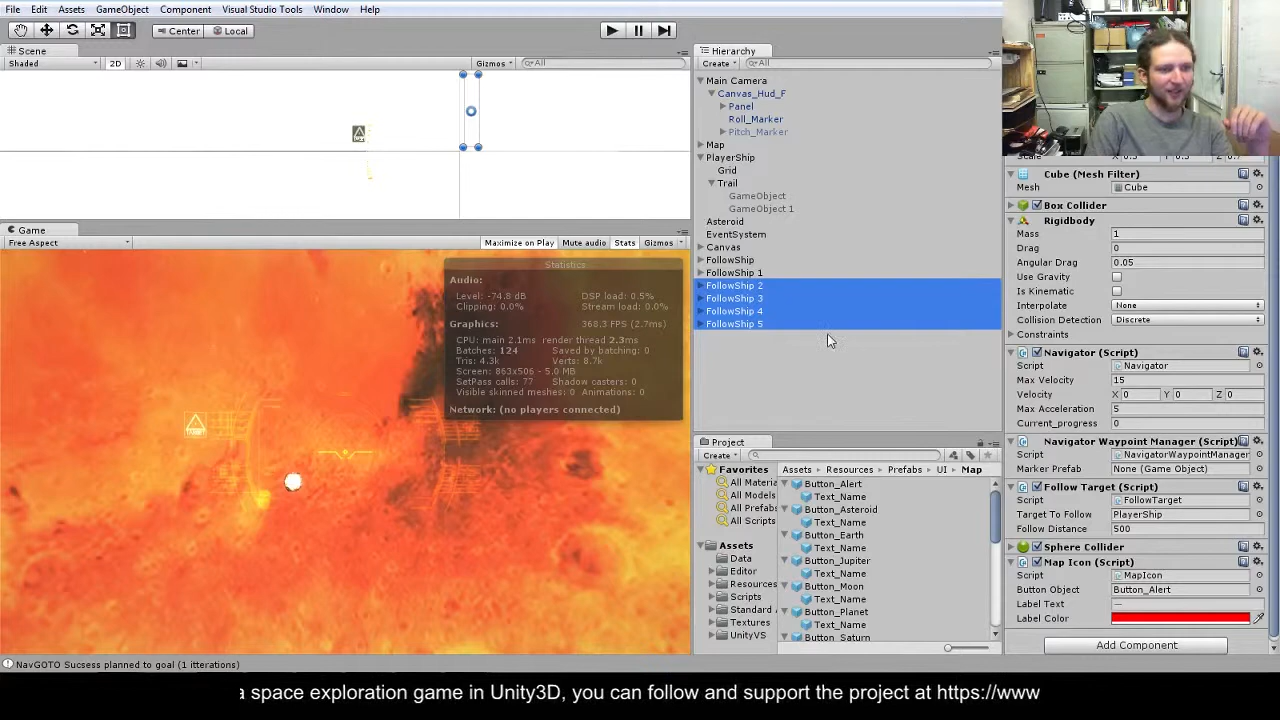 File Edit Assets GameObject Component Visual Studio Tools Window Help
Center Local
Scene
Shaded 2D Gizmos All
Game
Free Aspect Maximize on Play Mute audio Stats Gizmos
Statistics
Audio:
Level: -74.8 dB DSP load: 0.5%
Clipping: 0.0% Stream load: 0.0%
Graphics: 368.3 FPS (2.7ms)
CPU: main 2.1ms render thread 2.3ms
Batches: 124 Saved by batching: 0
Tris: 4.3k Verts: 8.7k
Screen: 863x506 - 5.0 MB
SetPass calls: 77 Shadow casters: 0
Visible skinned meshes: 0 Animations: 0
Network: (no players connected)
TARGET
NavGOTO Sucsess planned to goal (1 itterations)
Hierarchy
Create All
Main Camera
Canvas_Hud_F
Panel
Roll_Marker
Pitch_Marker
Map
PlayerShip
Grid
Trail
GameObject
GameObject 1
Asteroid
EventSystem
Canvas
FollowShip
FollowShip 1
FollowShip 2
FollowShip 3
FollowShip 4
FollowShip 5
Project
Create
Favorites
All Materia
All Models
All Prefabs
All Scripts
Assets
Data
Editor
Resources
Scripts
Standard
Textures
UnityVS
Assets Resources Prefabs UI Map
Button_Alert
Text_Name
Button_Asteroid
Text_Name
Button_Earth
Text_Name
Button_Jupiter
Text_Name
Button_Moon
Text_Name
Button_Planet
Text_Name
Button_Saturn
Cube (Mesh Filter)
Mesh Cube
Box Collider
Rigidbody
Mass 1
Drag 0
Angular Drag 0.05
Use Gravity
Is Kinematic
Interpolate None
Collision Detection Discrete
Constraints
Navigator (Script)
Script Navigator
Max Velocity 15
Velocity X 0 Y 0 Z 0
Max Acceleration 5
Current_progress 0
Navigator Waypoint Manager (Script)
Script NavigatorWaypointManager
Marker Prefab None (Game Object)
Follow Target (Script)
Script FollowTarget
Target To Follow PlayerShip
Follow Distance 500
Sphere Collider
Map Icon (Script)
Script MapIcon
Button Object Button_Alert
Label Text —
Label Color
Add Component
a space exploration game in Unity3D, you can follow and support the project at https://www